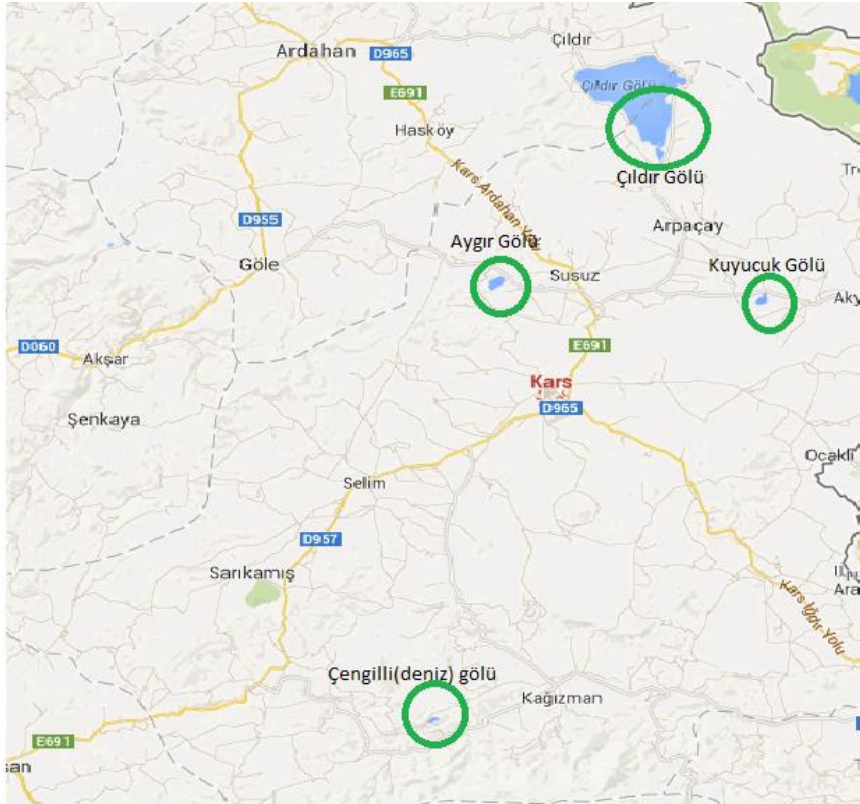 Ardahan
D965
Çıldır
Çıldır Gölü
E691
Hasköy
Kars Ardahan Yolu
Çıldır Gölü
D955
Arpaçay
Aygır Gölü
Göle
Susuz
Kuyucuk Gölü
D060
Akşar
E691
Kars
D965
Şenkaya
Ocaklı
Selim
D957
Sarıkamış
Kars Iğdır Yolu
Çengilli(deniz) gölü
Kağızman
E691